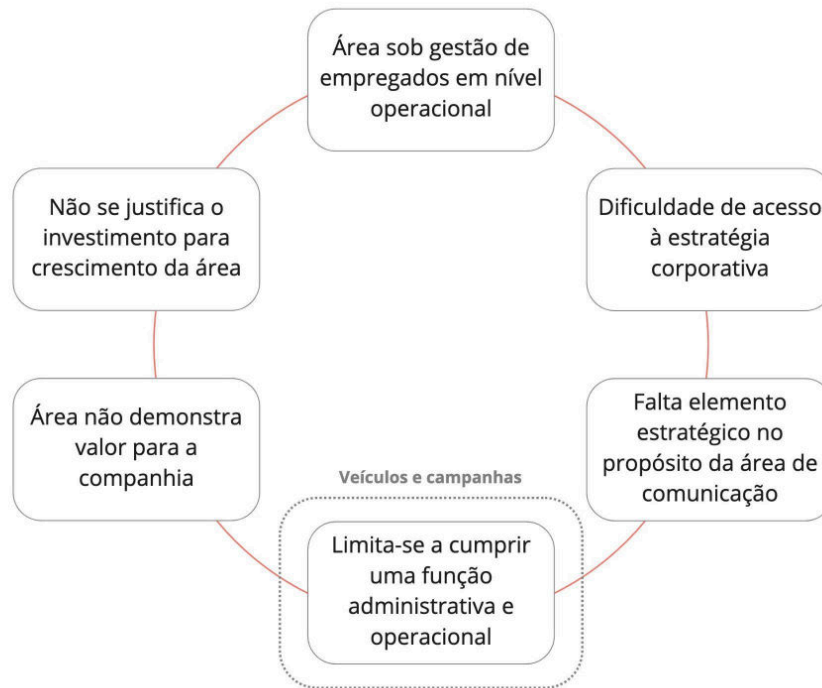 Área sob gestão de
empregados em nível
operacional
Dificuldade de acesso
à estratégia
corporativa
Falta elemento
estratégico no
propósito da área de
comunicação
Veículos e campanhas
Limita-se a cumprir
uma função
administrativa e
operacional
Área não demonstra
valor para a
companhia
Não se justifica o
investimento para
crescimento da área